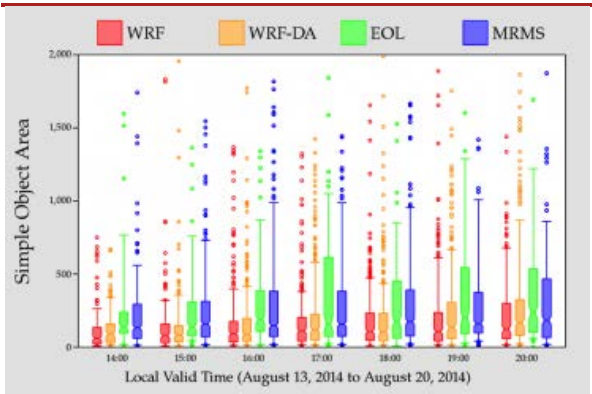 WRF WRF-DA EOL MRMS
2,000
1,500
1,000
500
0
Simple Object Area
14:00 15:00 16:00 17:00 18:00 19:00 20:00
Local Valid Time (August 13, 2014 to August 20, 2014)